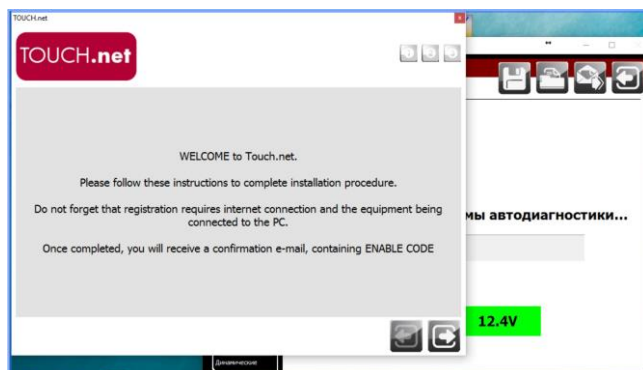 TOUCH.net
TOUCH.net
WELCOME to Touch.net.
Please follow these instructions to complete installation procedure.
Do not forget that registration requires internet connection and the equipment being
connected to the PC.
Once completed, you will receive a confirmation e-mail, containing ENABLE CODE
мы автодиагностики...
12.4V
Динамические